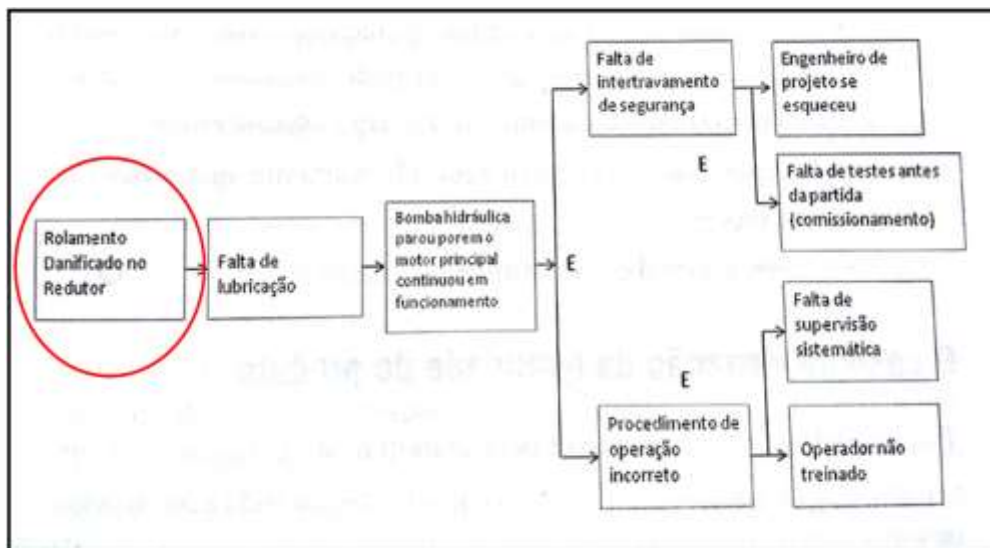 Rolamento
Danificado no
Redutor
Falta de
lubricação
Bomba hidráulica
parou porem o
motor principal
continuou em
funcionamento
E
Falta de
intertravamento
de segurança
E
Engenheiro de
projeto se
esqueceu
Falta de testes antes
da partida
(comissionamento)
Procedimento de
operação
incorreto
E
Falta de
supervisão
sistemática
Operador não
treinado